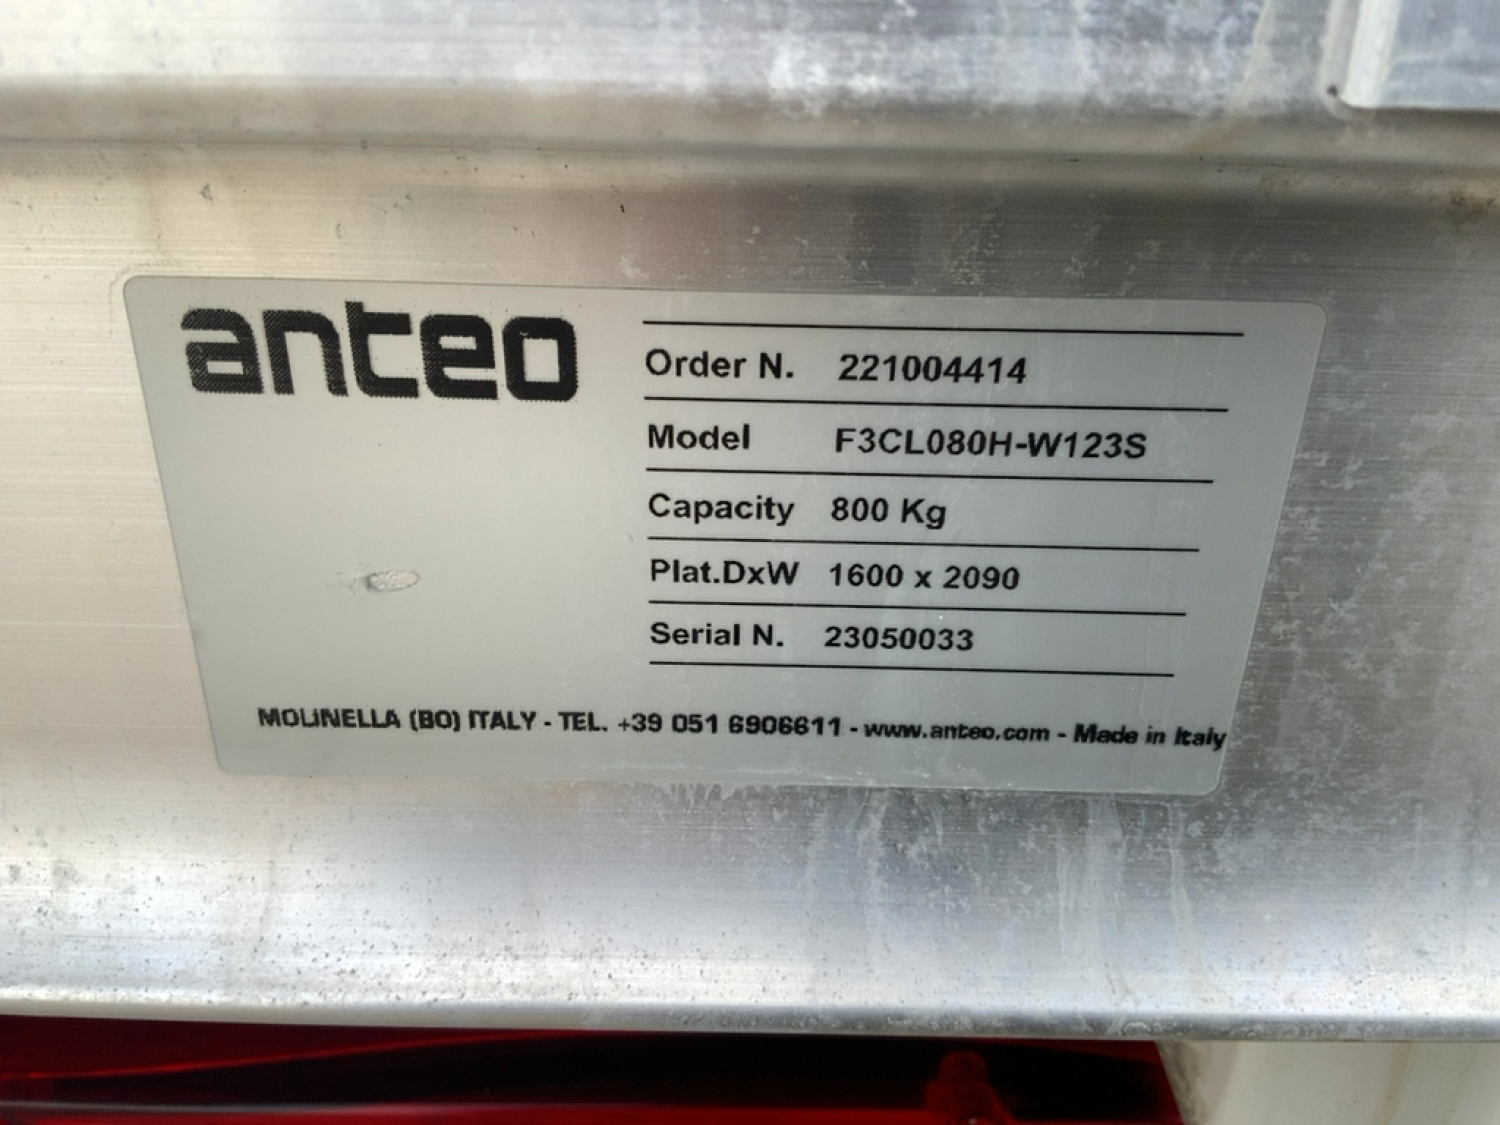 anteo
Order N. 221004414
Model F3CL080H-W123S
Capacity 800 Kg
Plat.DxW 1600 x 2090
Serial N. 23050033
MOLINELLA (BO) ITALY - TEL. +39 051 6906611 - www.anteo.com - Made in Italy